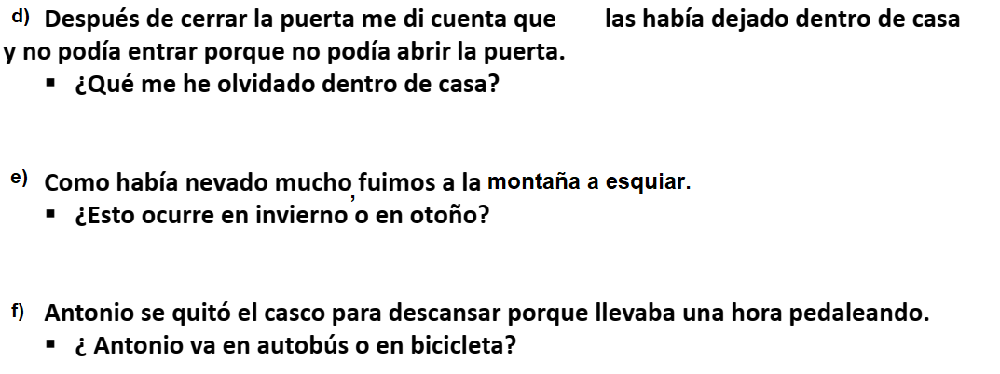 d) Después de cerrar la puerta me di cuenta que las había dejado dentro de casa
y no podía entrar porque no podía abrir la puerta.
▪ ¿Qué me he olvidado dentro de casa?
e) Como había nevado mucho, fuimos a la montaña a esquiar.
▪ ¿Esto ocurre en invierno o en otoño?
f) Antonio se quitó el casco para descansar porque llevaba una hora pedaleando.
▪ ¿ Antonio va en autobús o en bicicleta?